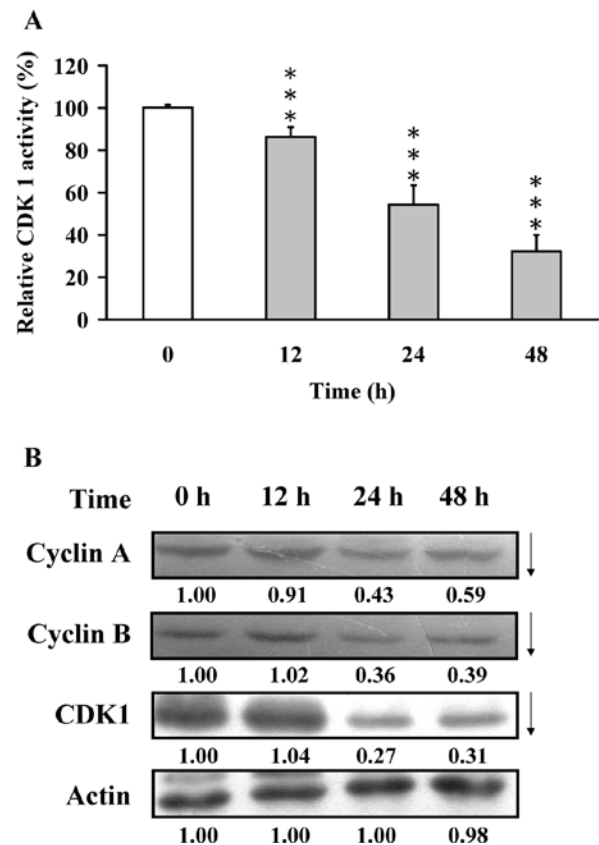 A
Relative CDK 1 activity (%)
120
100
80
60
40
20
0
***
***
***
0 12 24 48
Time (h)
B
Time 0 h 12 h 24 h 48 h
Cyclin A
1.00 0.91 0.43 0.59
Cyclin B
1.00 1.02 0.36 0.39
CDK1
1.00 1.04 0.27 0.31
Actin
1.00 1.00 1.00 0.98